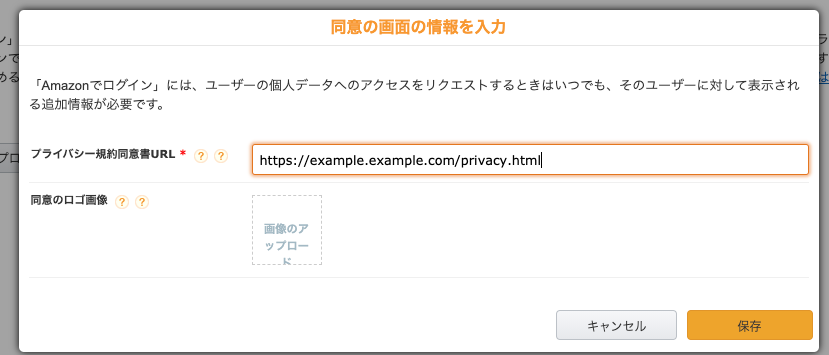 同意の画面の情報を入力
「Amazonでログイン」には、ユーザーの個人データへのアクセスをリクエストするときはいつでも、そのユーザーに対して表示され
る追加情報が必要です。
プライバシー規約同意書URL * ? ?
https://example.example.com/privacy.html
同意のロゴ画像 ? ?
画像のア
ップロー
ド
キャンセル
保存